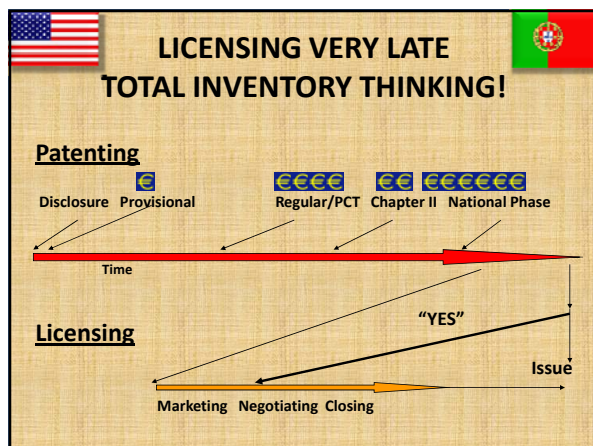 LICENSING VERY LATE
TOTAL INVENTORY THINKING!
Patenting
€ €€€€ €€ €€€€€€
Disclosure Provisional Regular/PCT Chapter II National Phase
Time
"YES"
Licensing
Issue
Marketing Negotiating Closing